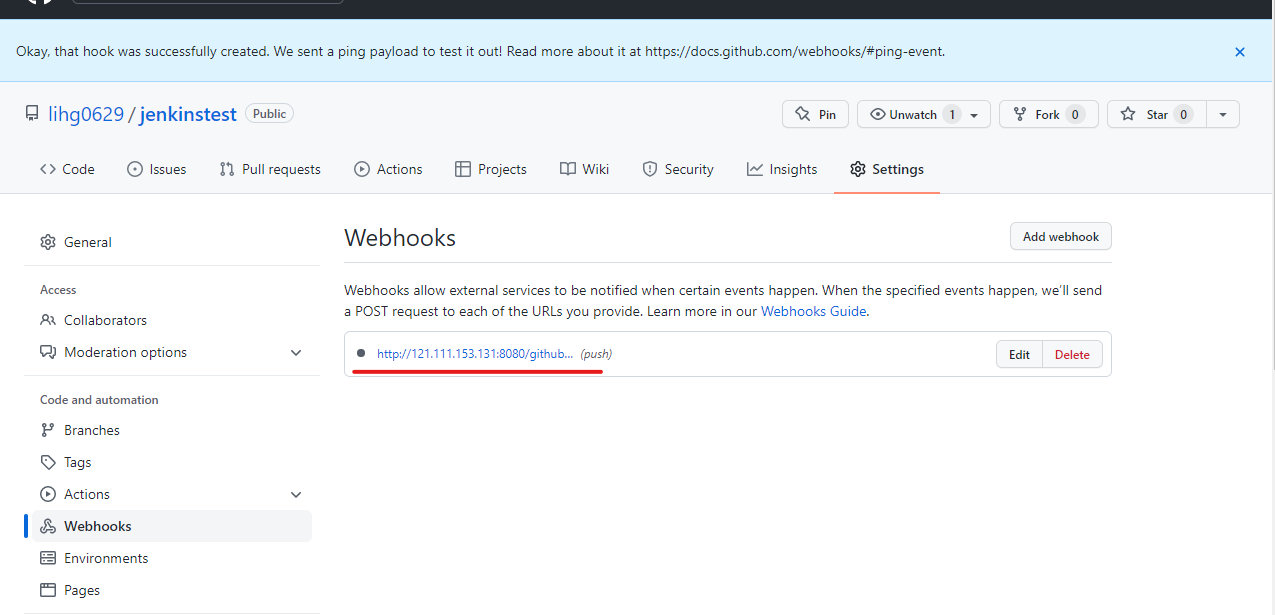 Okay, that hook was successfully created. We sent a ping payload to test it out! Read more about it at https://docs.github.com/webhooks/#ping-event.
lihg0629 / jenkinstest Public
Pin Unwatch 1 Fork 0 Star 0
Code Issues Pull requests Actions Projects Wiki Security Insights Settings
General
Access
Collaborators
Moderation options
Code and automation
Branches
Tags
Actions
Webhooks
Environments
Pages
Webhooks
Add webhook
Webhooks allow external services to be notified when certain events happen. When the specified events happen, we’ll send
a POST request to each of the URLs you provide. Learn more in our Webhooks Guide.
http://121.111.153.131:8080/github... (push) Edit Delete